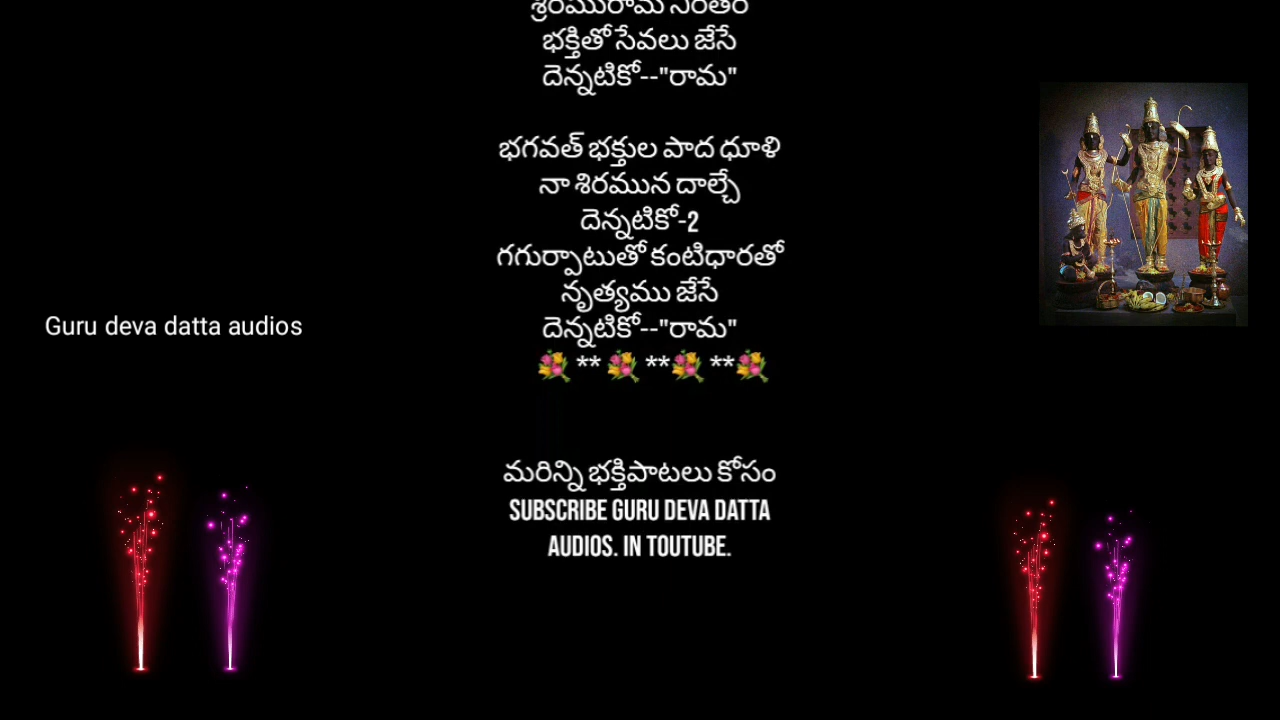 శ్రీరామురామ నిరతం
భక్తితో సేవలు జేసే
దెన్నటికో--"రామ"
భగవత్ భక్తుల పాద ధూళి
నా శిరమున దాల్చే
దెన్నటికో-2
గగుర్పాటుతో కంటిధారతో
నృత్యము జేసే
దెన్నటికో--"రామ"
💐 ** 💐 **💐 **💐
Guru deva datta audios
మరిన్ని భక్తిపాటలు కోసం
SUBSCRIBE GURU DEVA DATTA
AUDIOS. IN TOUTUBE.